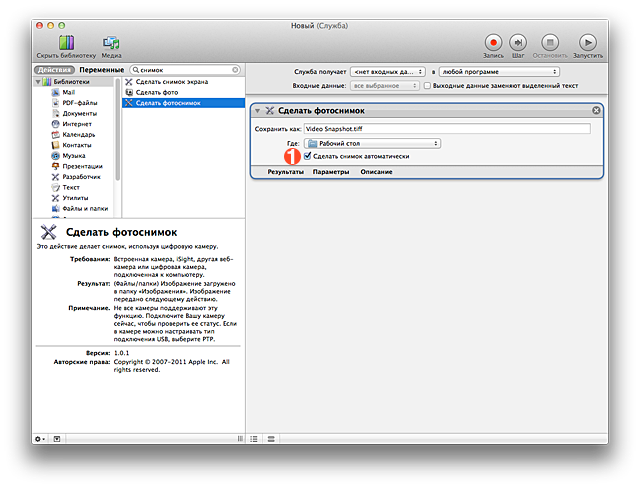 Новый (Служба)
Скрыть библиотеку
Медиа
Запись
Шаг
Остановить
Запустить
Действия
Переменные
снимок
Служба получает
<нет входных да...
в
любой программе
Входные данные:
все выбранное
Выходные данные заменяют выделенный текст
Библиотеки
Mail
PDF-файлы
Документы
Интернет
Календарь
Контакты
Музыка
Презентации
Разработчик
Текст
Утилиты
Файлы и папки
Сделать снимок экрана
Сделать фото
Сделать фотоснимок
Сделать фотоснимок
Сохранить как:
Video Snapshot.tiff
Где:
Рабочий стол
1
Сделать снимок автоматически
Результаты
Параметры
Описание
Сделать фотоснимок
Это действие делает снимок, используя цифровую камеру.
Требования: Встроенная камера, iSight, другая веб-
камера или цифровая камера,
подключенная к компьютеру.
Результат: (Файлы/папки) Изображение загружено
в папку «Изображения». Изображение
передано следующему действию.
Примечание. Не все камеры поддерживают эту
функцию. Подключите Вашу камеру
сейчас, чтобы проверить ее статус. Если
в камере можно настраивать тип
подключения USB, выберите PTP.
Версия: 1.0.1
Авторские права: Copyright © 2007–2011 Apple Inc. All
rights reserved.